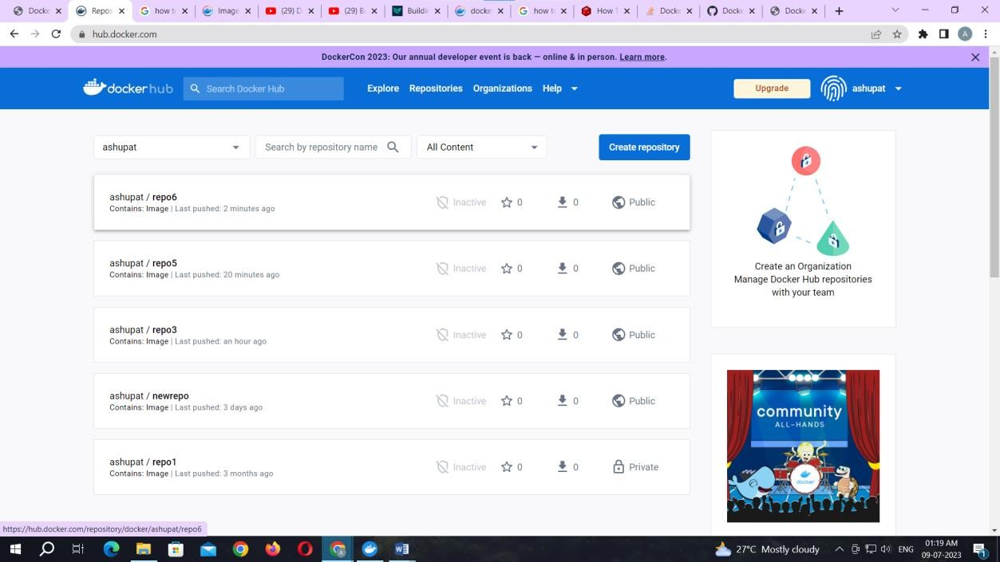 Docke
Repos
how to
Image
(29) D
(29) B
Buildin
docke
how to
How T
Docke
Docke
Docke
hub.docker.com
A
DockerCon 2023: Our annual developer event is back — online & in person. Learn more.
docker hub
Search Docker Hub
Explore
Repositories
Organizations
Help
Upgrade
ashupat
ashupat
Search by repository name
All Content
Create repository
ashupat / repo6
Contains: Image | Last pushed: 2 minutes ago
Inactive
0
0
Public
ashupat / repo5
Contains: Image | Last pushed: 20 minutes ago
Inactive
0
0
Public
ashupat / repo3
Contains: Image | Last pushed: an hour ago
Inactive
0
0
Public
ashupat / newrepo
Contains: Image | Last pushed: 3 days ago
Inactive
0
0
Public
ashupat / repo1
Contains: Image | Last pushed: 3 months ago
Inactive
0
0
Private
Create an Organization
Manage Docker Hub repositories
with your team
community
ALL-HANDS
docker
https://hub.docker.com/repository/docker/ashupat/repo6
27°C Mostly cloudy
ENG
01:19 AM
09-07-2023
1